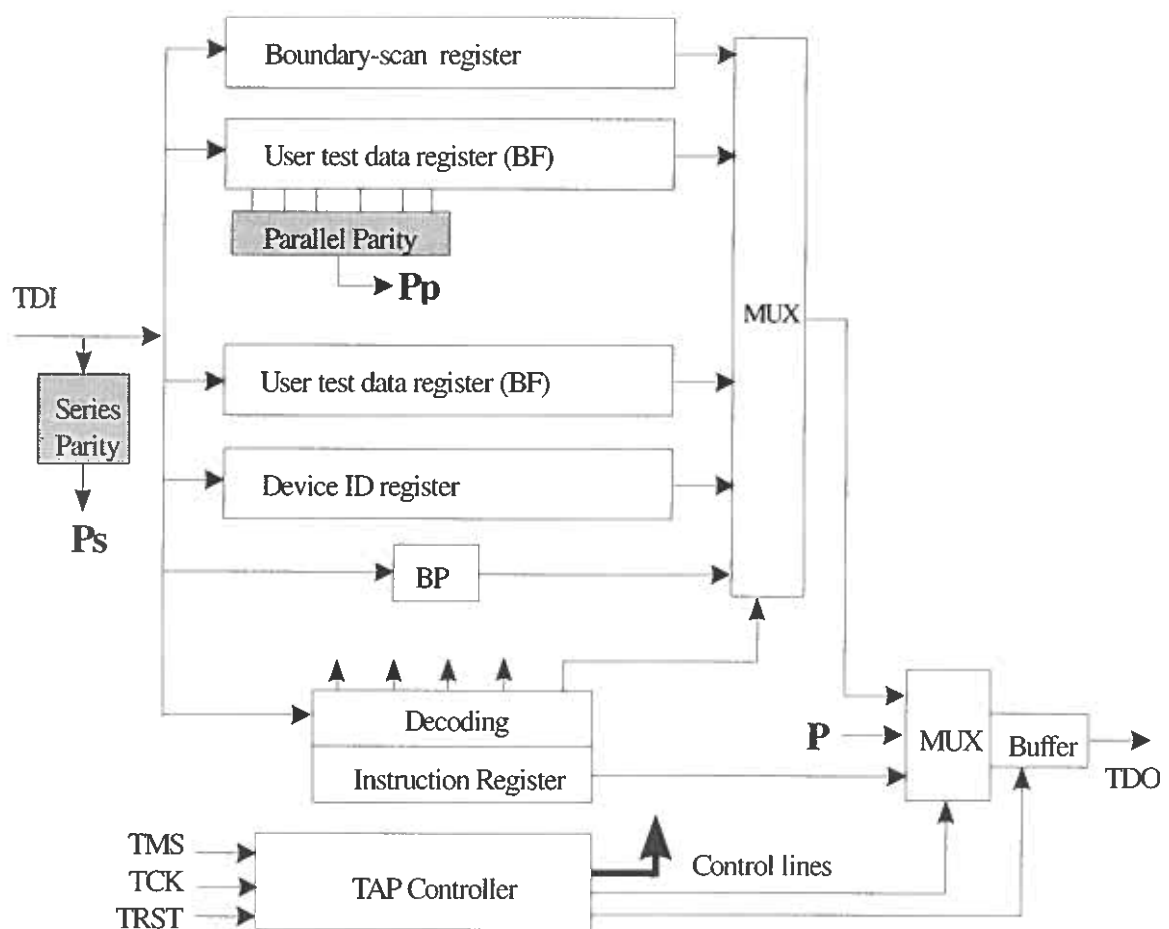 Boundary-scan register
User test data register (BF)
Parallel Parity
Pp
TDI
MUX
User test data register (BF)
Series
Parity
Device ID register
Ps
BP
Decoding
P
MUX
Buffer
Instruction Register
TDO
TMS
Control lines
TCK
TAP Controller
TRST